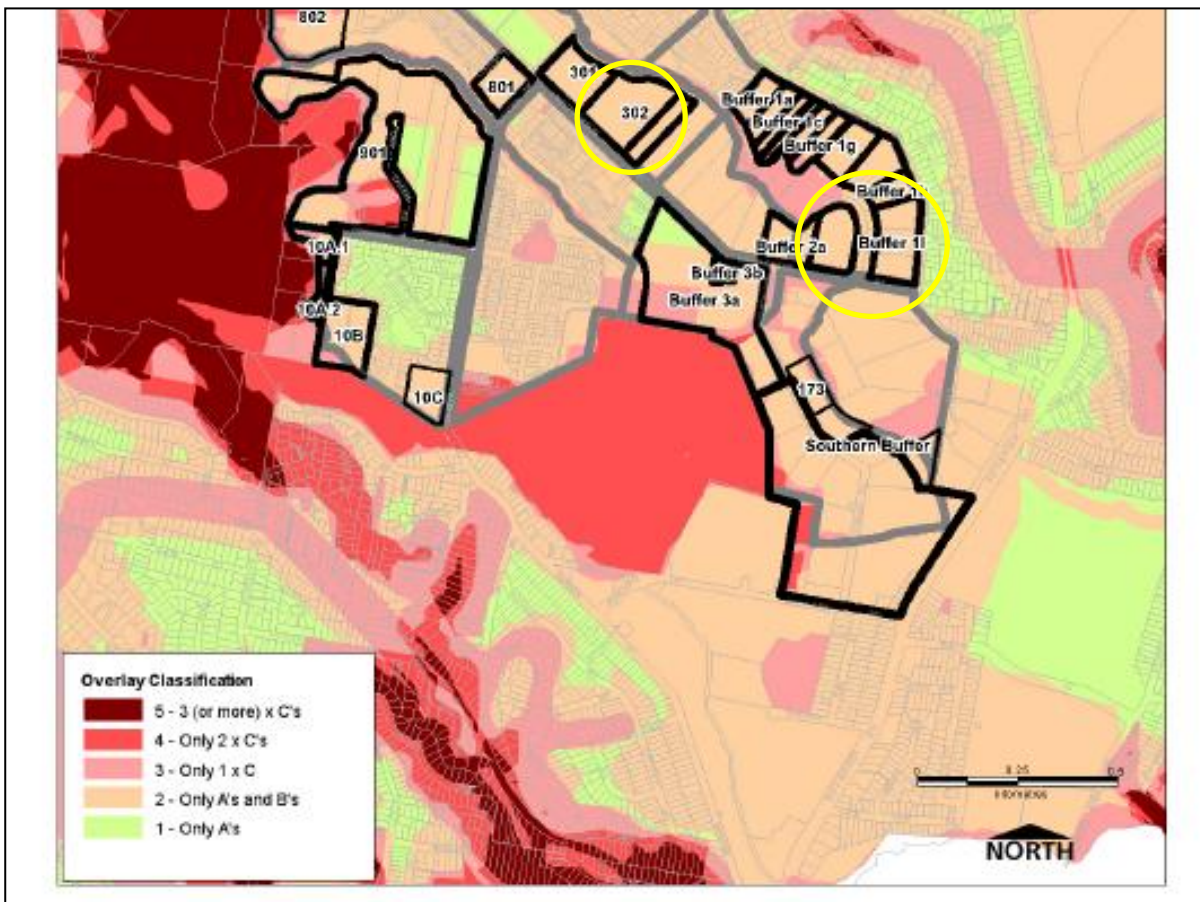 802
801
301
302
Buffer 1a
Buffer 1c
Buffer 1g
901
Buffer 1l
Buffer 2a
10A.1
Buffer 3b
Buffer 3a
10A.2
10B
10C
173
Southern Buffer
Overlay Classification
5 - 3 (or more) x C's
4 - Only 2 x C's
3 - Only 1 x C
2 - Only A's and B's
1 - Only A's
0 0.25 0.5
kilometres
NORTH